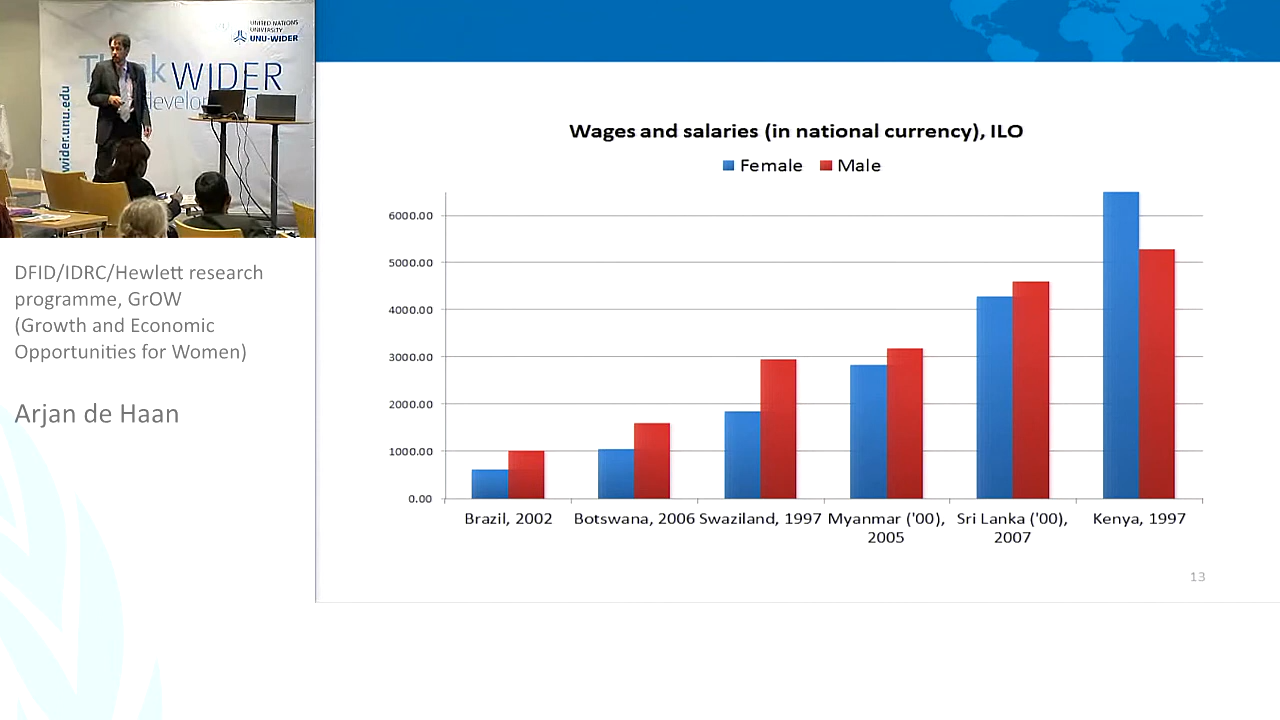 UNITED NATIONS
UNIVERSITY
UNU-WIDER
Think WIDER
develop
wider.unu.edu
DFID/IDRC/Hewlett research
programme, GrOW
(Growth and Economic
Opportunities for Women)
Arjan de Haan
Wages and salaries (in national currency), ILO
Female Male
6000.00
5000.00
4000.00
3000.00
2000.00
1000.00
0.00
Brazil, 2002
Botswana, 2006
Swaziland, 1997
Myanmar ('00),
2005
Sri Lanka ('00),
2007
Kenya, 1997
13